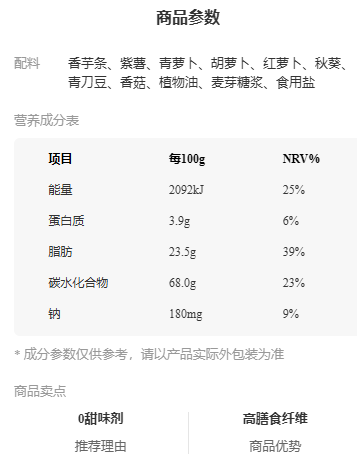 商品参数
配料 香芋条、紫薯、青萝卜、胡萝卜、红萝卜、秋葵、
青刀豆、香菇、植物油、麦芽糖浆、食用盐
营养成分表
项目 每100g NRV%
能量 2092kJ 25%
蛋白质 3.9g 6%
脂肪 23.5g 39%
碳水化合物 68.0g 23%
钠 180mg 9%
* 成分参数仅供参考，请以产品实际外包装为准
商品卖点
0甜味剂 高膳食纤维
推荐理由 商品优势